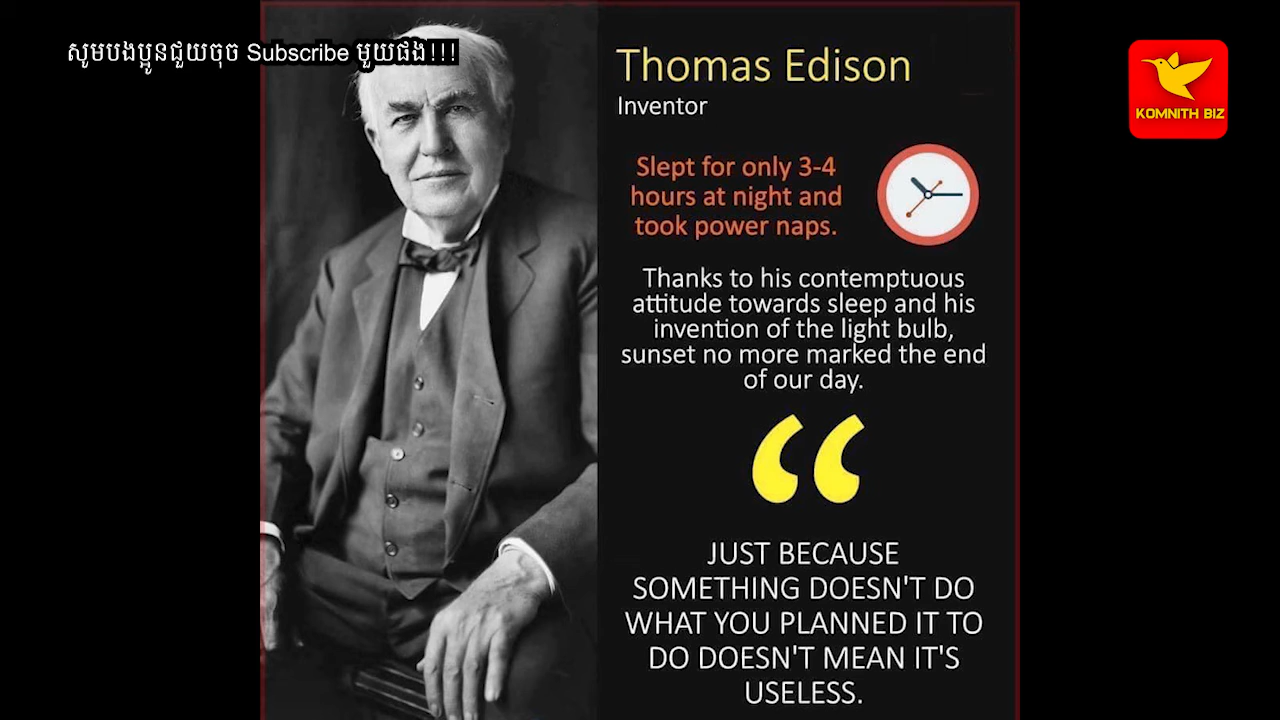 សូមបងប្អូនជួយចុច Subscribe មួយផង!!!
Thomas Edison
Inventor
KOMNITH BIZ
Slept for only 3-4
hours at night and
took power naps.
Thanks to his contemptuous
attitude towards sleep and his
invention of the light bulb,
sunset no more marked the end
of our day.
“
JUST BECAUSE
SOMETHING DOESN'T DO
WHAT YOU PLANNED IT TO
DO DOESN'T MEAN IT'S
USELESS.